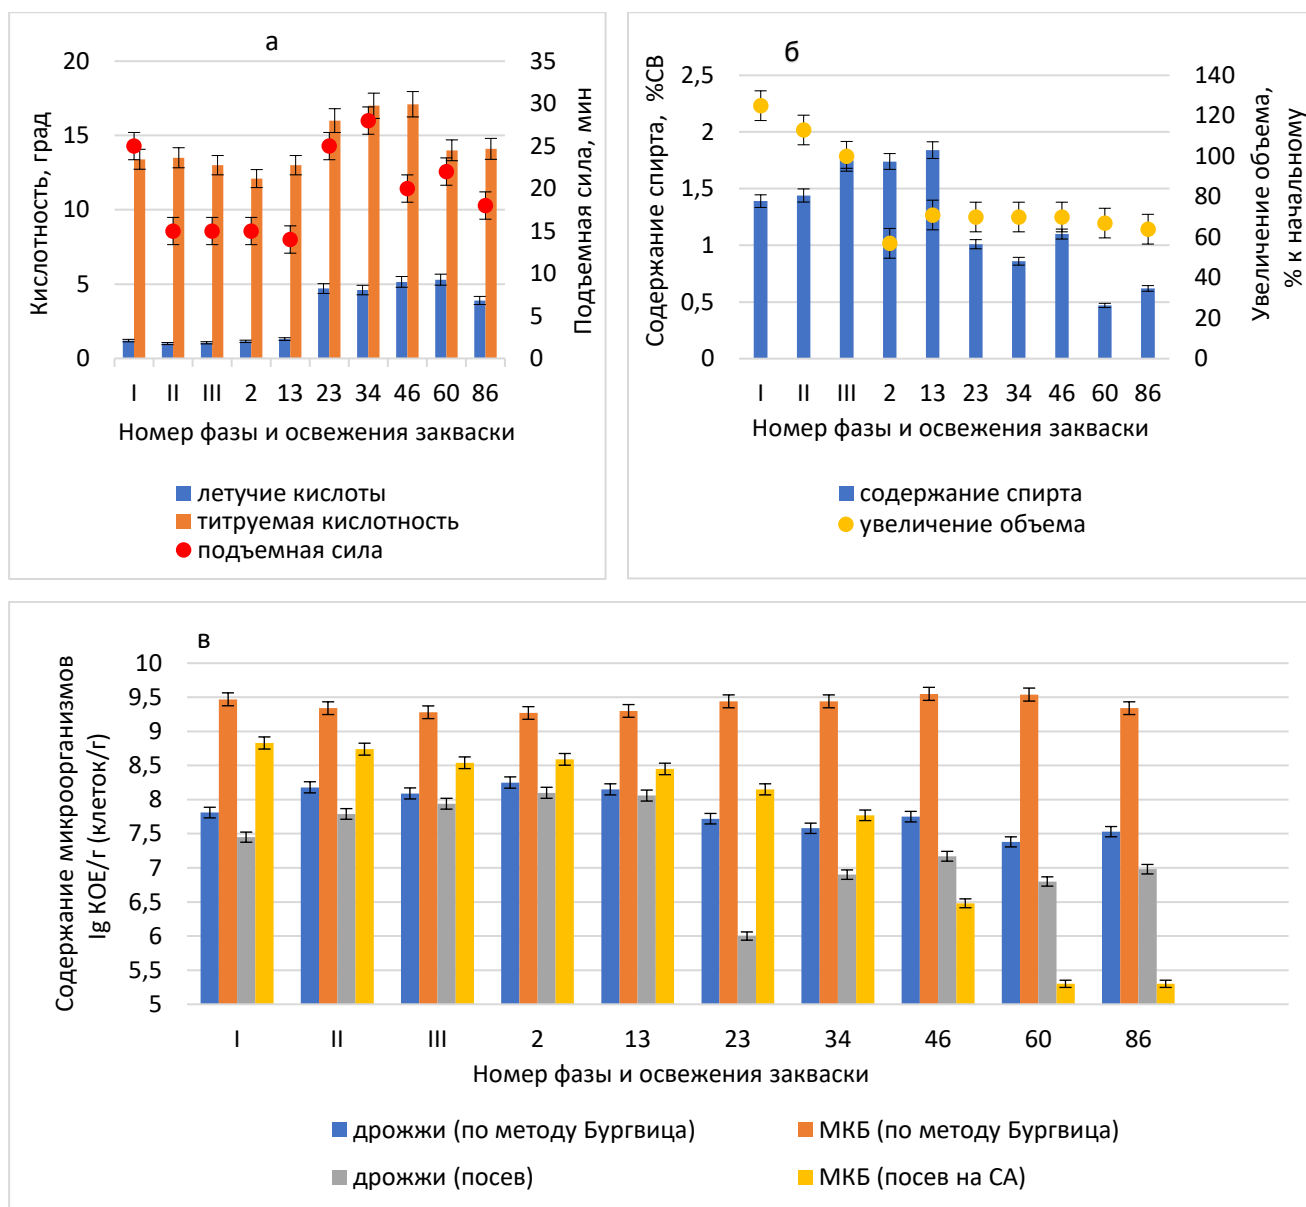 а
Кислотность, град
20
15
10
5
0
35
30
25
20
15
10
5
0
Подъемная сила, мин
I II III 2 13 23 34 46 60 86
Номер фазы и освежения закваски
летучие кислоты
титруемая кислотность
подъемная сила
б
Содержание спирта, %СВ
2,5
2
1,5
1
0,5
0
140
120
100
80
60
40
20
0
Увеличение объема,
% к начальному
I II III 2 13 23 34 46 60 86
Номер фазы и освежения закваски
содержание спирта
увеличение объема
в
Содержание микроорганизмов
lg КОЕ/г (клеток/г)
10
9,5
9
8,5
8
7,5
7
6,5
6
5,5
5
I II III 2 13 23 34 46 60 86
Номер фазы и освежения закваски
дрожжи (по методу Бургвица) МКБ (по методу Бургвица)
дрожжи (посев) МКБ (посев на СА)